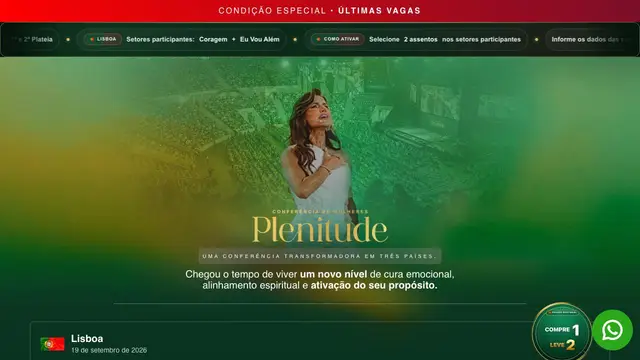 CONDIÇÃO ESPECIAL • ÚLTIMAS VAGAS
2ª Plateia
LISBOA Setores participantes: Coragem + Eu Vou Além
COMO ATIVAR Selecione 2 assentos nos setores participantes
Informe os dados das
CONFERÊNCIA DE MULHERES
Plenitude
UMA CONFERÊNCIA TRANSFORMADORA EM TRÊS PAÍSES.
Chegou o tempo de viver um novo nível de cura emocional,
alinhamento espiritual e ativação do seu propósito.
Lisboa
19 de setembro de 2026
COMPRE 1
LEVE 2